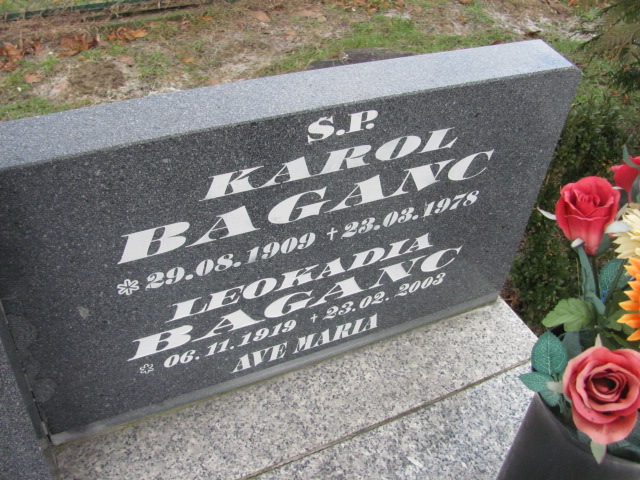 S.P.
KAROL
BAGANC
* 29.08.1909 † 23.03.1978
LEOKADIA
BAGANC
* 06.11.1919 † 23.02.2003
AVE MARIA